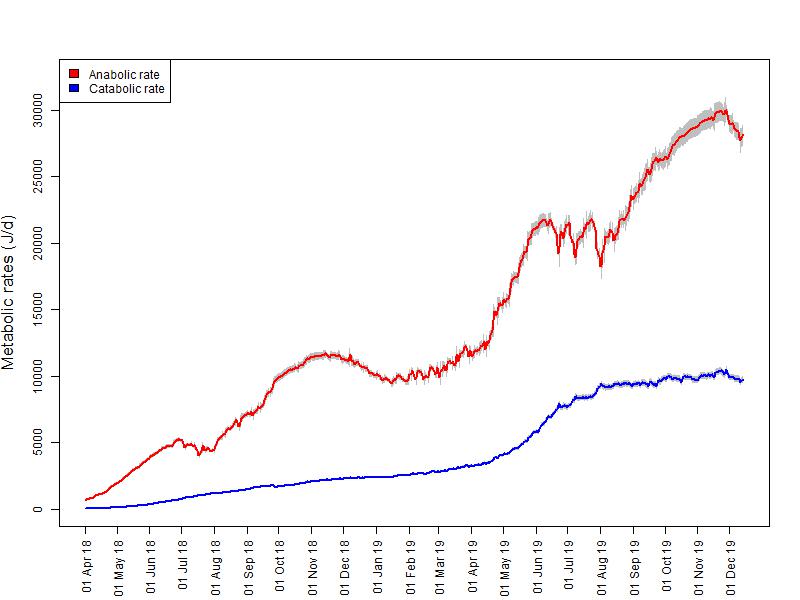 Anabolic rate
Catabolic rate
Metabolic rates (J/d)
30000
25000
20000
15000
10000
5000
0
01 Apr 18
01 May 18
01 Jun 18
01 Jul 18
01 Aug 18
01 Sep 18
01 Oct 18
01 Nov 18
01 Dec 18
01 Jan 19
01 Feb 19
01 Mar 19
01 Apr 19
01 May 19
01 Jun 19
01 Jul 19
01 Aug 19
01 Sep 19
01 Oct 19
01 Nov 19
01 Dec 19